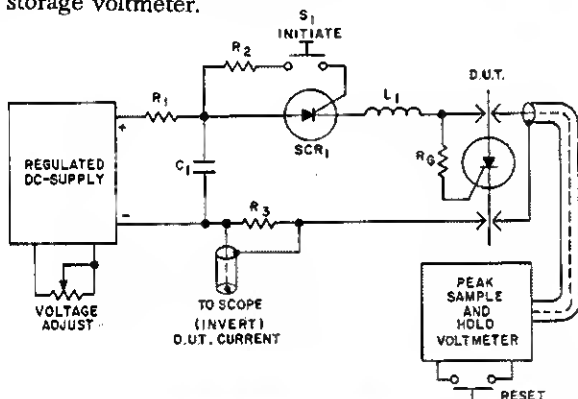 storage voltmeter.
S1
INITIATE
R2
R1
L1
D.U.T.
SCR1
+
REGULATED
DC-SUPPLY
C1
RG
-
R3
VOLTAGE
ADJUST
TO SCOPE
(INVERT)
D.U.T. CURRENT
PEAK
SAMPLE
AND
HOLD
VOLTMETER
RESET